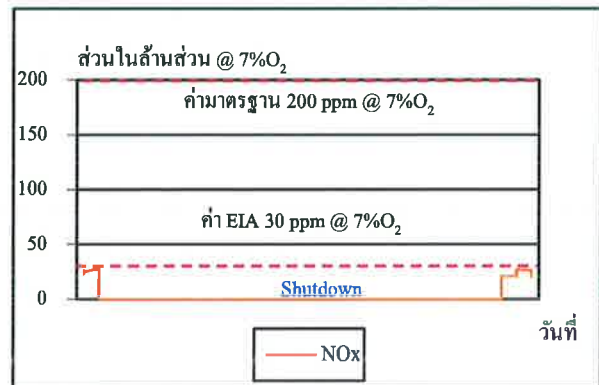 ส่วนในล้านส่วน @ 7%O₂
200
ค่ามาตรฐาน 200 ppm @ 7%O₂
150
100
ค่า EIA 30 ppm @ 7%O₂
50
Shutdown
0
วันที่
NOx